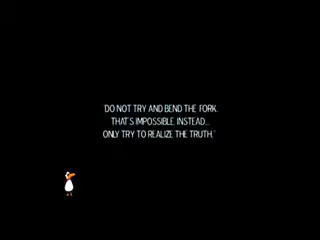 "DO NOT TRY AND BEND THE FORK.
THAT'S IMPOSSIBLE. INSTEAD...
ONLY TRY TO REALIZE THE TRUTH."